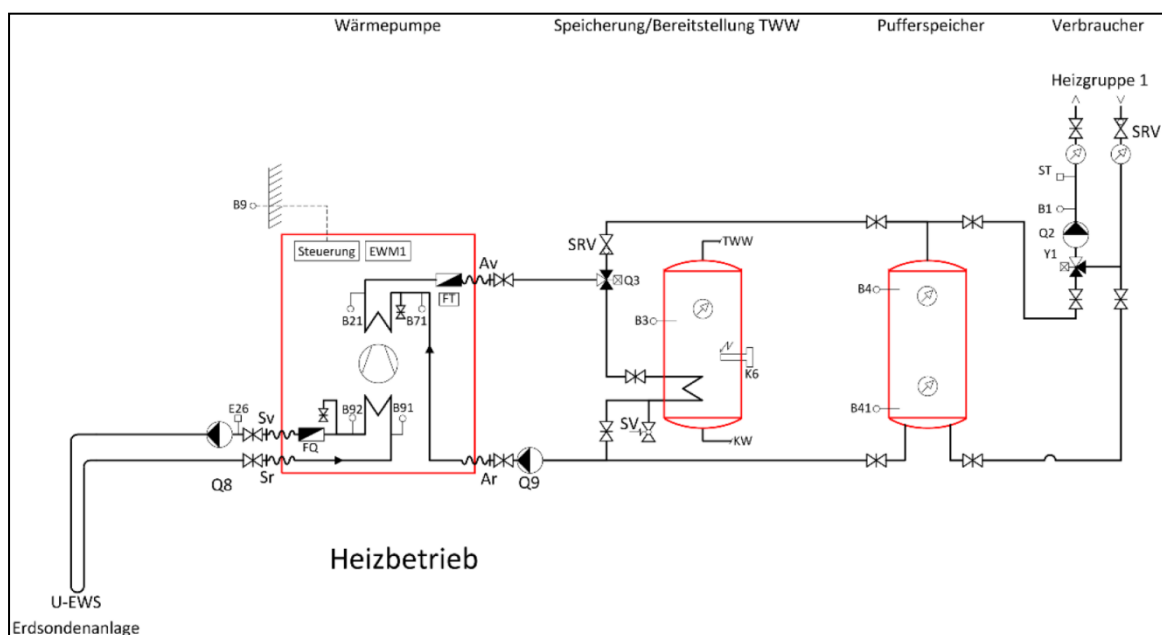 Wärmepumpe
Speicherung/Bereitstellung TWW
Pufferspeicher
Verbraucher
Heizgruppe 1
SRV
ST
B9
B1
Q2
Steuerung
EWM1
SRV
TWW
Y1
Av
Q3
B4
FT
B21
B71
B3
N
K6
E26
Sv
B92
B91
B41
SV
FQ
KW
Q8
Sr
Ar
Q9
Heizbetrieb
U-EWS
Erdsondenanlage